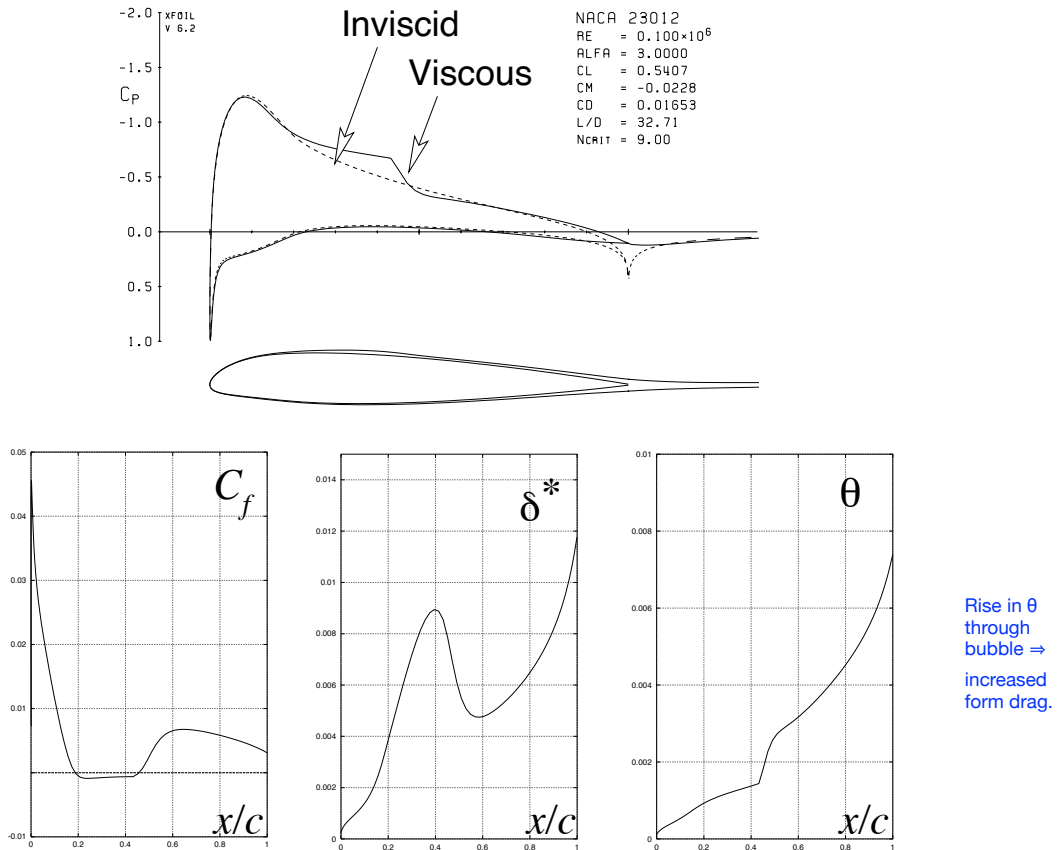 XFOIL
V 6.2
-2.0
-1.5
CP
-1.0
-0.5
0.0
0.5
1.0
Inviscid
Viscous
NACA 23012
RE = 0.100×10⁶
ALFA = 3.0000
CL = 0.5407
CM = -0.0228
CD = 0.01653
L/D = 32.71
NCRIT = 9.00
0.05
0.04
0.03
0.02
0.01
0
-0.01
0 0.2 0.4 0.6 0.8 1
Cf
x/c
0.014
0.012
0.01
0.008
0.006
0.004
0.002
0
0 0.2 0.4 0.6 0.8 1
δ*
x/c
0.01
0.008
0.006
0.004
0.002
0
0 0.2 0.4 0.6 0.8 1
θ
x/c
Rise in θ
through
bubble ⇒
increased
form drag.